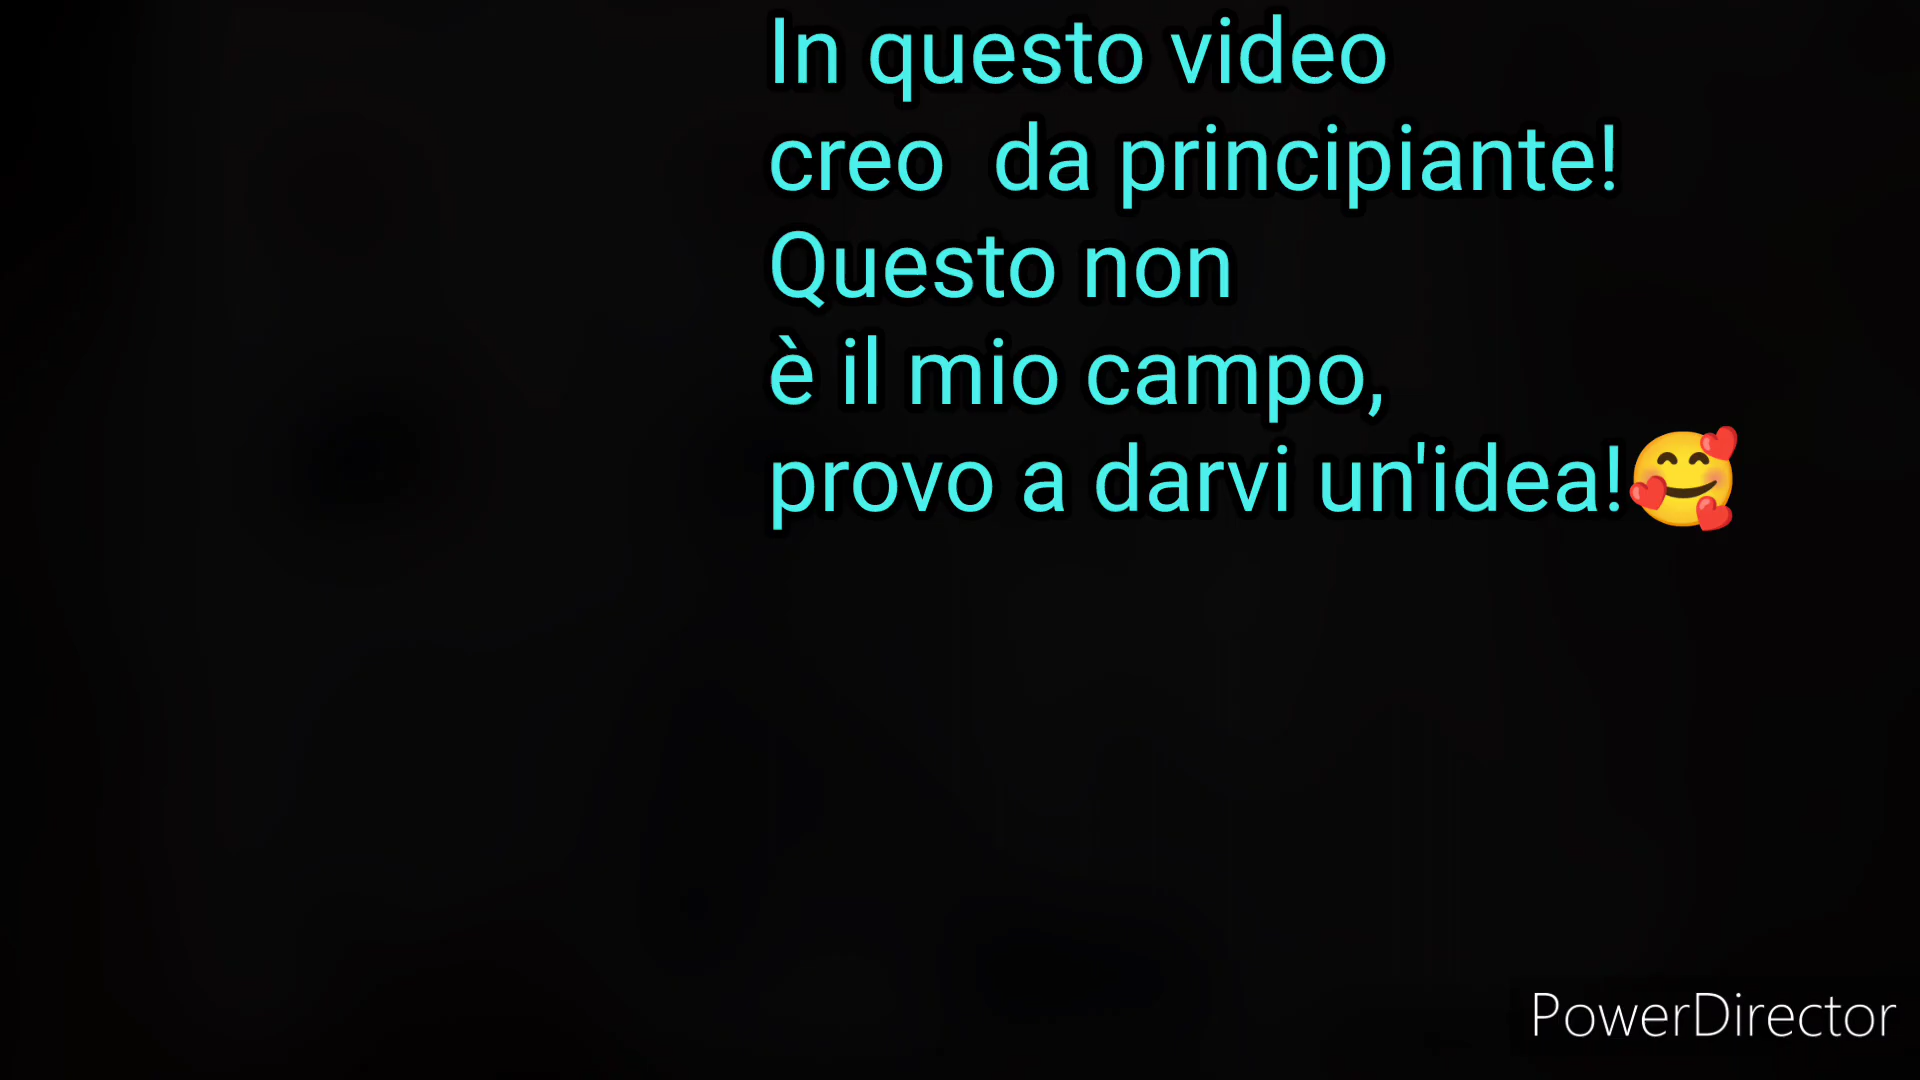 In questo video
creo  da principiante!
Questo non
è il mio campo,
provo a darvi un'idea!🥰
PowerDirector